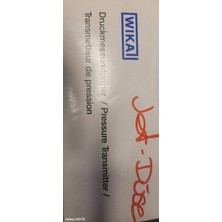 WIKA
Druckmessumformer / Pressure Transmitter /
Transmetteur de pression
Jet-Düse